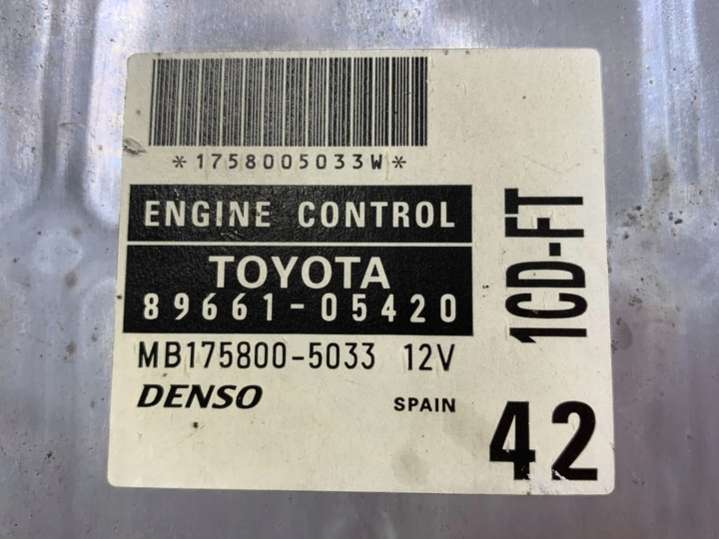 *1758005033W*
ENGINE CONTROL
TOYOTA
89661-05420
MB175800-5033 12V
DENSO SPAIN
1CD-FT
42